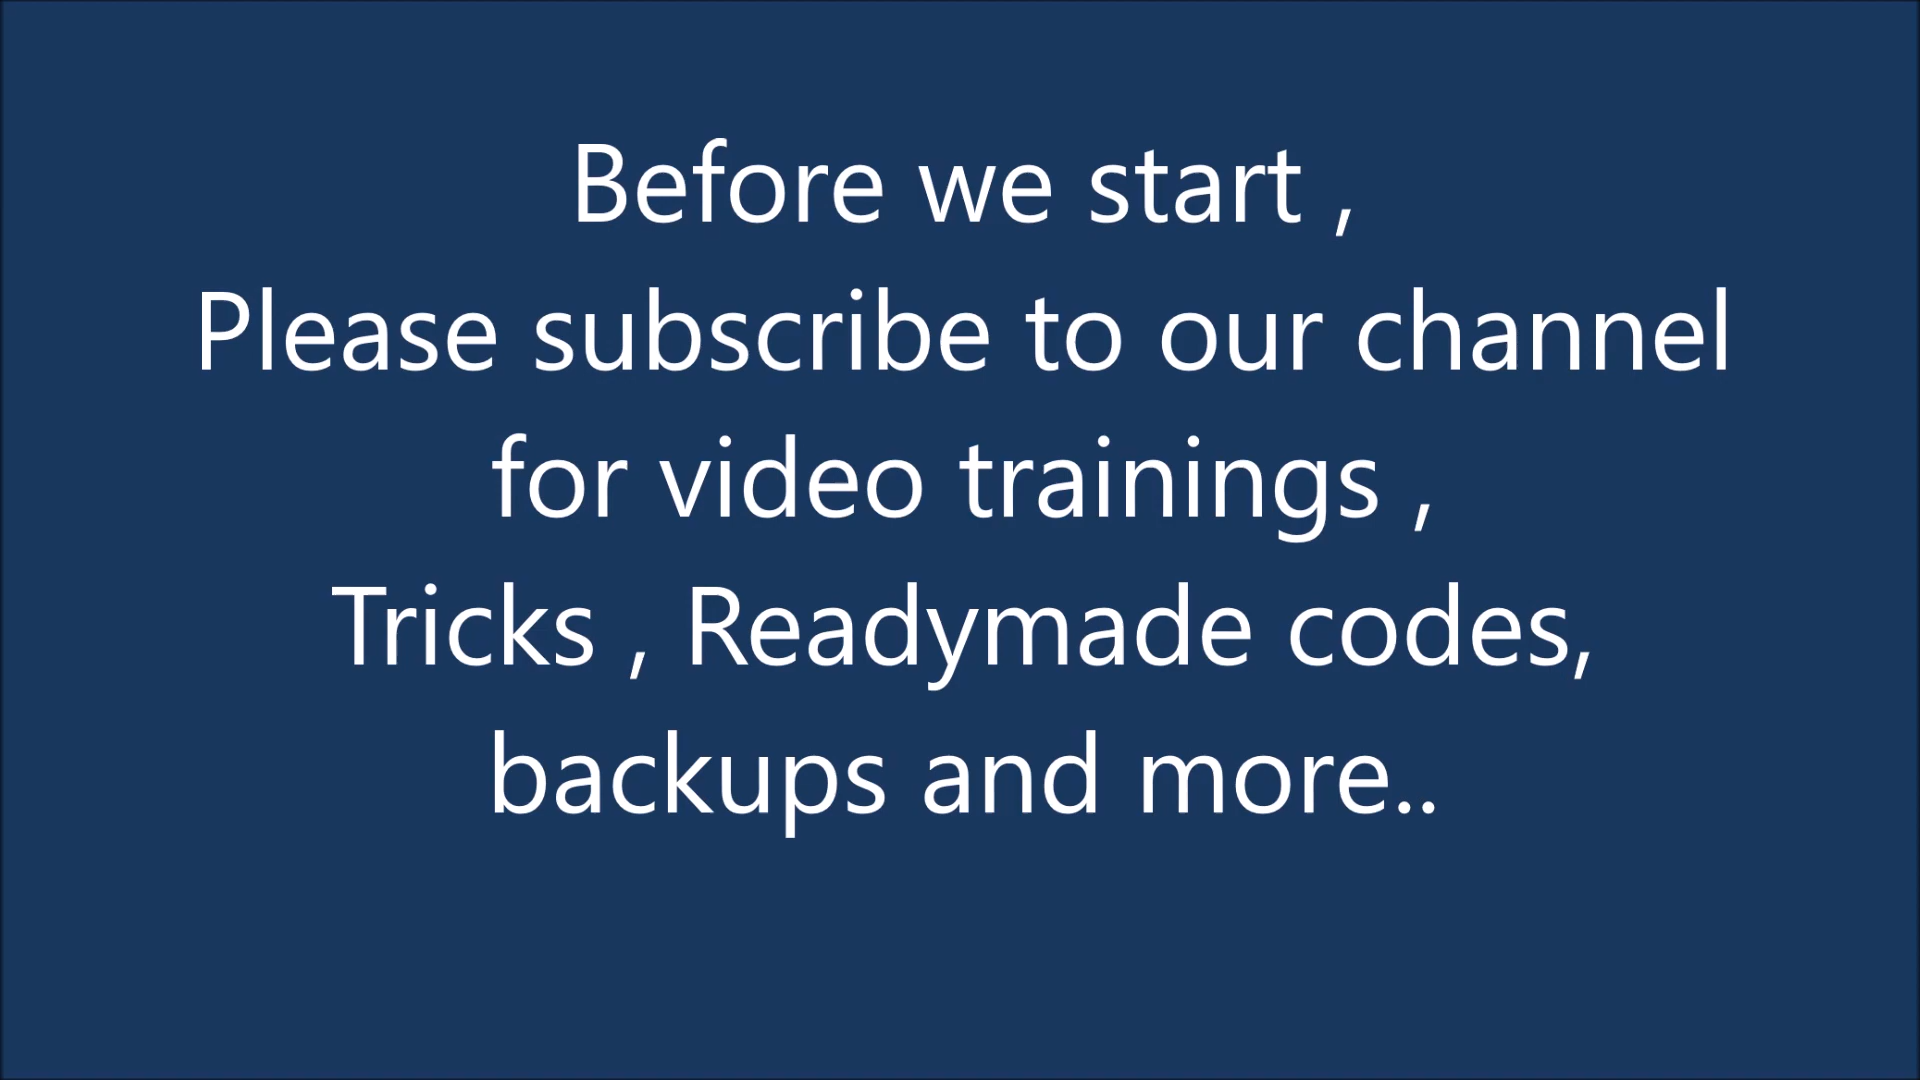 Before we start ,
Please subscribe to our channel
for video trainings ,
Tricks , Readymade codes,
backups and more..